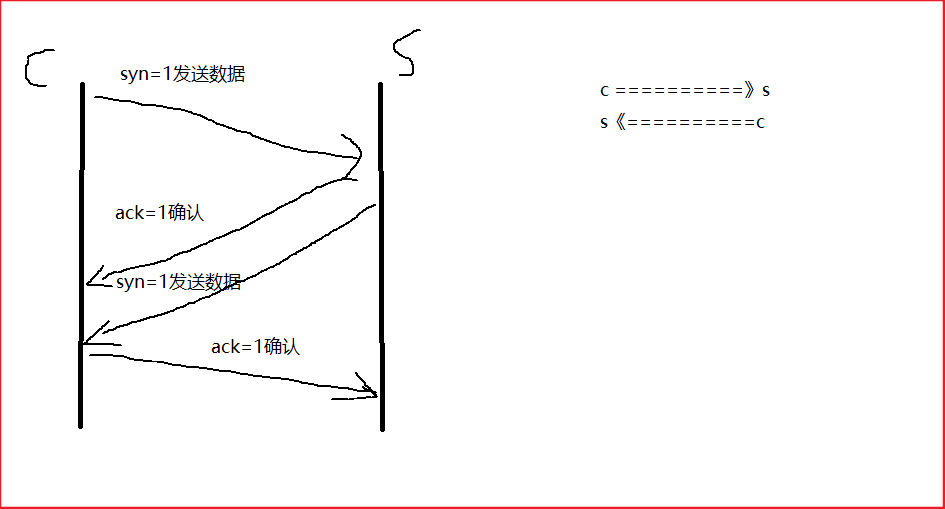 C
S
syn=1发送数据
c ==========》s
s《==========c
ack=1确认
syn=1发送数据
ack=1确认